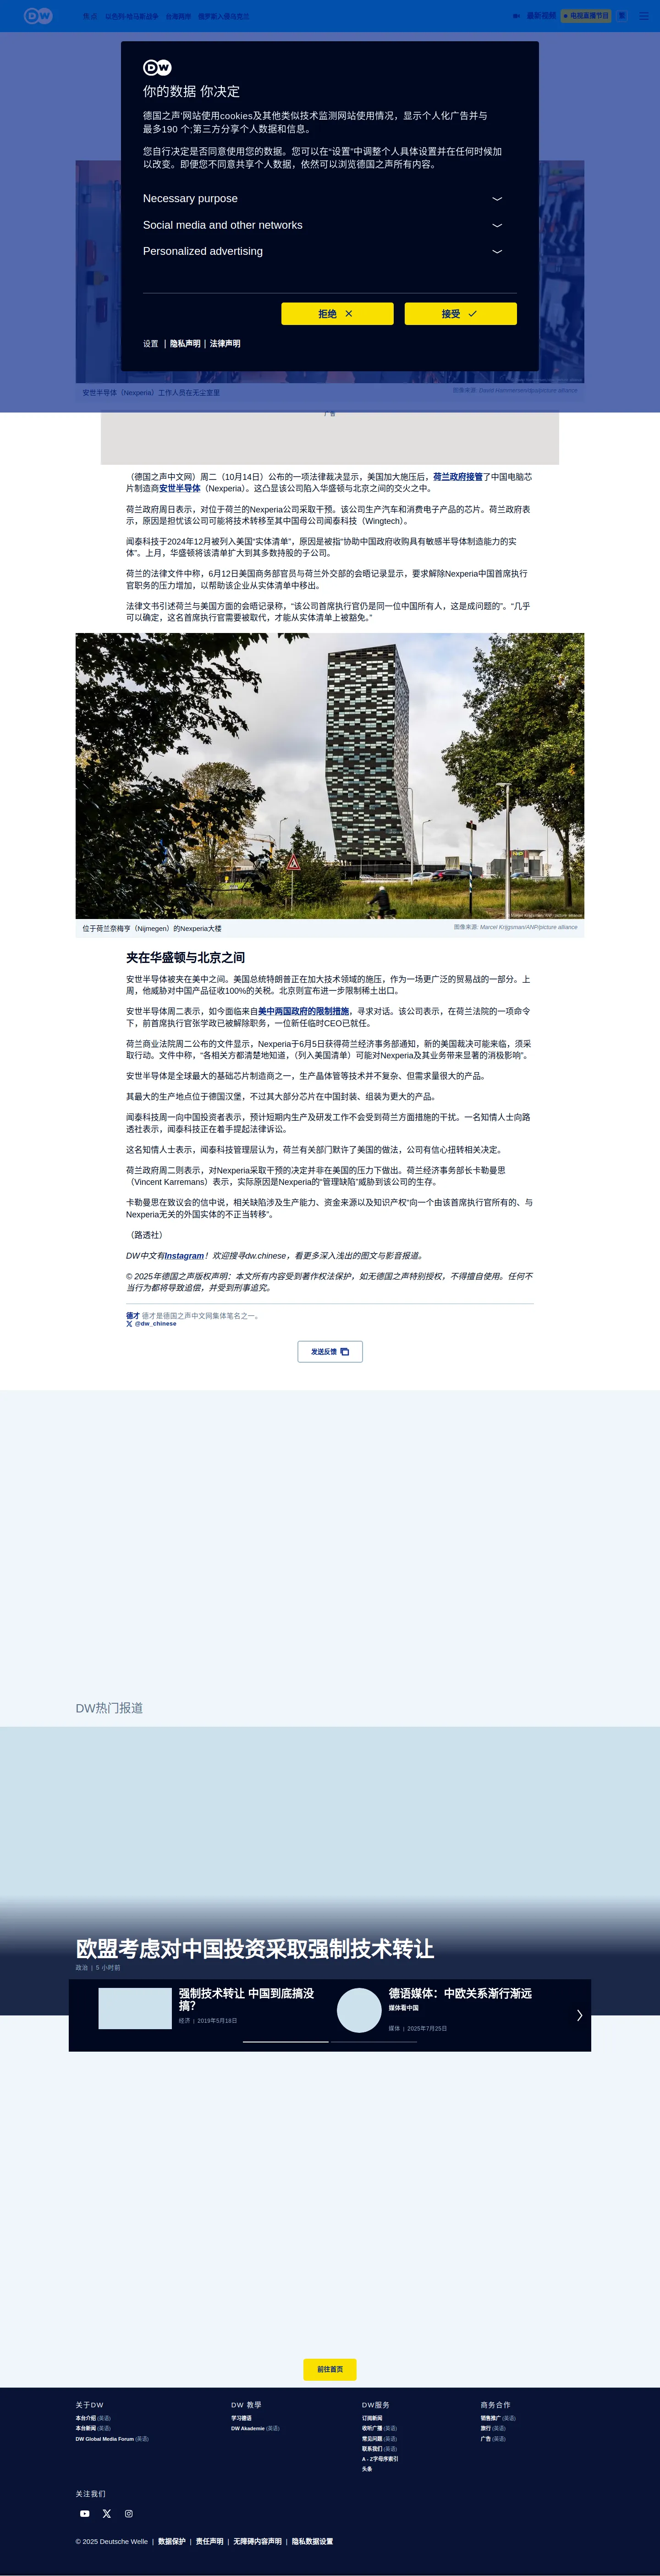 DW
焦点
以色列-哈马斯战争
台湾两岸
俄罗斯入侵乌克兰
最新视频
电视直播节目
繁
DW
你的数据 你决定
德国之声'网站使用cookies及其他类似技术监测网站使用情况，显示个人化广告并与
最多190 个;第三方分享个人数据和信息。
您自行决定是否同意使用您的数据。您可以在“设置”中调整个人具体设置并在任何时候加
以改变。即便您不同意共享个人数据，依然可以浏览德国之声所有内容。
Necessary purpose
Social media and other networks
Personalized advertising
拒绝
接受
设置 | 隐私声明 | 法律声明
安世半导体（Nexperia）工作人员在无尘室里
图像来源:
广告
（德国之声中文网）周二（10月14日）公布的一项法律裁决显示，美国加大施压后，荷兰政府接管了中国电脑芯
片制造商安世半导体（Nexperia）。这凸显该公司陷入华盛顿与北京之间的交火之中。
荷兰政府周日表示，对位于荷兰的Nexperia公司采取干预。该公司生产汽车和消费电子产品的芯片。荷兰政府表
示，原因是担忧该公司可能将技术转移至其中国母公司闻泰科技（Wingtech）。
闻泰科技于2024年12月被列入美国“实体清单”，原因是被指“协助中国政府收购具有敏感半导体制造能力的实
体”。上月，华盛顿将该清单扩大到其多数持股的子公司。
荷兰的法律文件中称，6月12日美国商务部官员与荷兰外交部的会晤记录显示，要求解除Nexperia中国首席执行
官职务的压力增加，以帮助该企业从实体清单中移出。
法律文书引述荷兰与美国方面的会晤记录称，“该公司首席执行官仍是同一位中国所有人，这是成问题的”。“几乎
可以确定，这名首席执行官需要被取代，才能从实体清单上被豁免。”
位于荷兰奈梅亨（Nijmegen）的Nexperia大楼
图像来源: Marcel Krijgsman/ANP/picture alliance
夹在华盛顿与北京之间
安世半导体被夹在美中之间。美国总统特朗普正在加大技术领域的施压，作为一场更广泛的贸易战的一部分。上
周，他威胁对中国产品征收100%的关税。北京则宣布进一步限制稀土出口。
安世半导体周二表示，如今面临来自美中两国政府的限制措施，寻求对话。该公司表示，在荷兰法院的一项命令
下，前首席执行官张学政已被解除职务，一位新任临时CEO已就任。
荷兰商业法院周二公布的文件显示，Nexperia于6月5日获得荷兰经济事务部通知，新的美国裁决可能来临，须采
取行动。文件中称，“各相关方都清楚地知道，（列入美国清单）可能对Nexperia及其业务带来显著的消极影响”。
安世半导体是全球最大的基础芯片制造商之一，生产晶体管等技术并不复杂、但需求量很大的产品。
其最大的生产地点位于德国汉堡，不过其大部分芯片在中国封装、组装为更大的产品。
闻泰科技周一向中国投资者表示，预计短期内生产及研发工作不会受到荷兰方面措施的干扰。一名知情人士向路
透社表示，闻泰科技正在着手提起法律诉讼。
这名知情人士表示，闻泰科技管理层认为，荷兰有关部门默许了美国的做法，公司有信心扭转相关决定。
荷兰政府周二则表示，对Nexperia采取干预的决定并非在美国的压力下做出。荷兰经济事务部长卡勒曼思
（Vincent Karremans）表示，实际原因是Nexperia的“管理缺陷”威胁到该公司的生存。
卡勒曼思在致议会的信中说，相关缺陷涉及生产能力、资金来源以及知识产权“向一个由该首席执行官所有的、与
Nexperia无关的外国实体的不正当转移”。
（路透社）
DW中文有Instagram！欢迎搜寻dw.chinese，看更多深入浅出的图文与影音报道。
© 2025年德国之声版权声明：本文所有内容受到著作权法保护，如无德国之声特别授权，不得擅自使用。任何不
当行为都将导致追偿，并受到刑事追究。
德才 德才是德国之声中文网集体笔名之一。
@dw_chinese
发送反馈
DW热门报道
欧盟考虑对中国投资采取强制技术转让
政治 | 5 小时前
强制技术转让 中国到底搞没
搞？
经济 | 2019年5月18日
德语媒体：中欧关系渐行渐远
媒体看中国
媒体 | 2025年7月25日
前往首页
关于DW
本台介绍 (英语)
本台新闻 (英语)
DW Global Media Forum (英语)
DW 教學
学习德语
DW Akademie (英语)
DW服务
订阅新闻
收听广播 (英语)
常见问题 (英语)
联系我们 (英语)
A - Z字母序索引
头条
商务合作
销售推广 (英语)
旅行 (英语)
广告 (英语)
关注我们
© 2025 Deutsche Welle | 数据保护 | 责任声明 | 无障碍内容声明 | 隐私数据设置